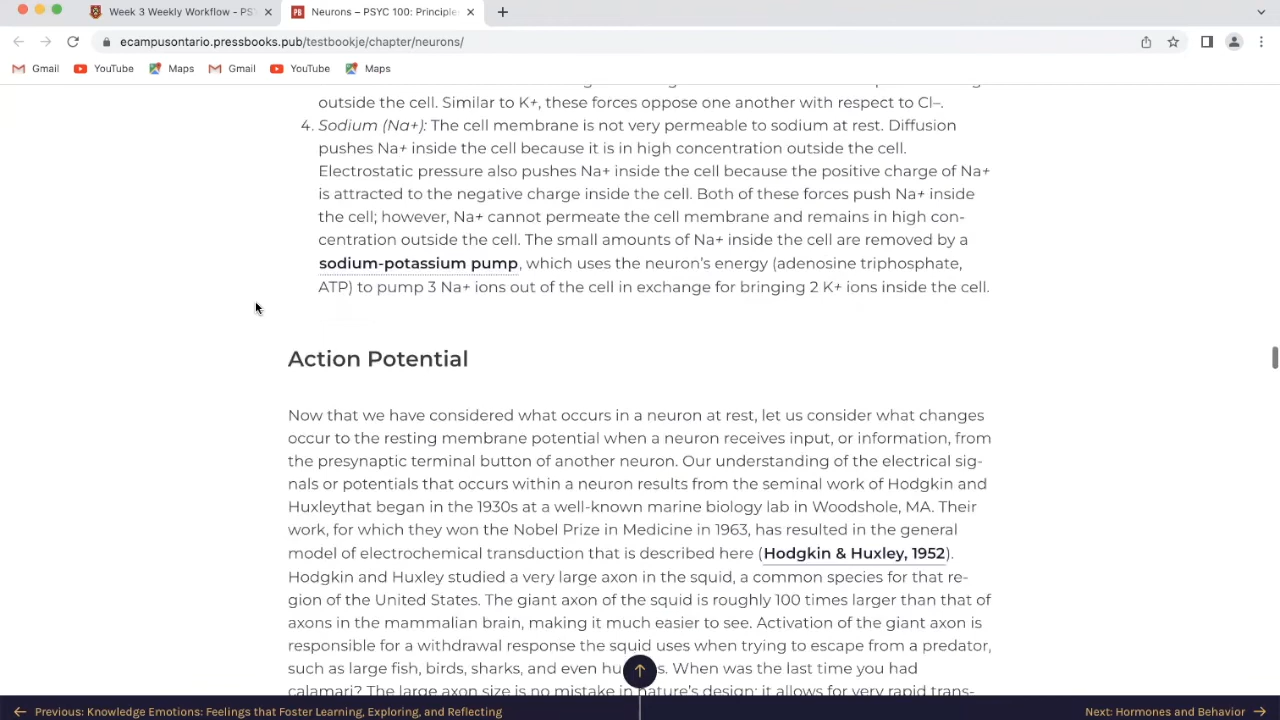 Week 3 Weekly Workflow - PS
Neurons – PSYC 100: Principle
ecampusontario.pressbooks.pub/testbookje/chapter/neurons/
Gmail YouTube Maps Gmail YouTube Maps
outside the cell. Similar to K+, these forces oppose one another with respect to Cl–.
4. Sodium (Na+): The cell membrane is not very permeable to sodium at rest. Diffusion
pushes Na+ inside the cell because it is in high concentration outside the cell.
Electrostatic pressure also pushes Na+ inside the cell because the positive charge of Na+
is attracted to the negative charge inside the cell. Both of these forces push Na+ inside
the cell; however, Na+ cannot permeate the cell membrane and remains in high con-
centration outside the cell. The small amounts of Na+ inside the cell are removed by a
sodium-potassium pump, which uses the neuron’s energy (adenosine triphosphate,
ATP) to pump 3 Na+ ions out of the cell in exchange for bringing 2 K+ ions inside the cell.
Action Potential
Now that we have considered what occurs in a neuron at rest, let us consider what changes
occur to the resting membrane potential when a neuron receives input, or information, from
the presynaptic terminal button of another neuron. Our understanding of the electrical sig-
nals or potentials that occurs within a neuron results from the seminal work of Hodgkin and
Huxleythat began in the 1930s at a well-known marine biology lab in Woodshole, MA. Their
work, for which they won the Nobel Prize in Medicine in 1963, has resulted in the general
model of electrochemical transduction that is described here (Hodgkin & Huxley, 1952).
Hodgkin and Huxley studied a very large axon in the squid, a common species for that re-
gion of the United States. The giant axon of the squid is roughly 100 times larger than that of
axons in the mammalian brain, making it much easier to see. Activation of the giant axon is
responsible for a withdrawal response the squid uses when trying to escape from a predator,
such as large fish, birds, sharks, and even hu s. When was the last time you had
calamari? The large axon size is no mistake in nature’s design; it allows for very rapid trans-
Previous: Knowledge Emotions: Feelings that Foster Learning, Exploring, and Reflecting
Next: Hormones and Behavior